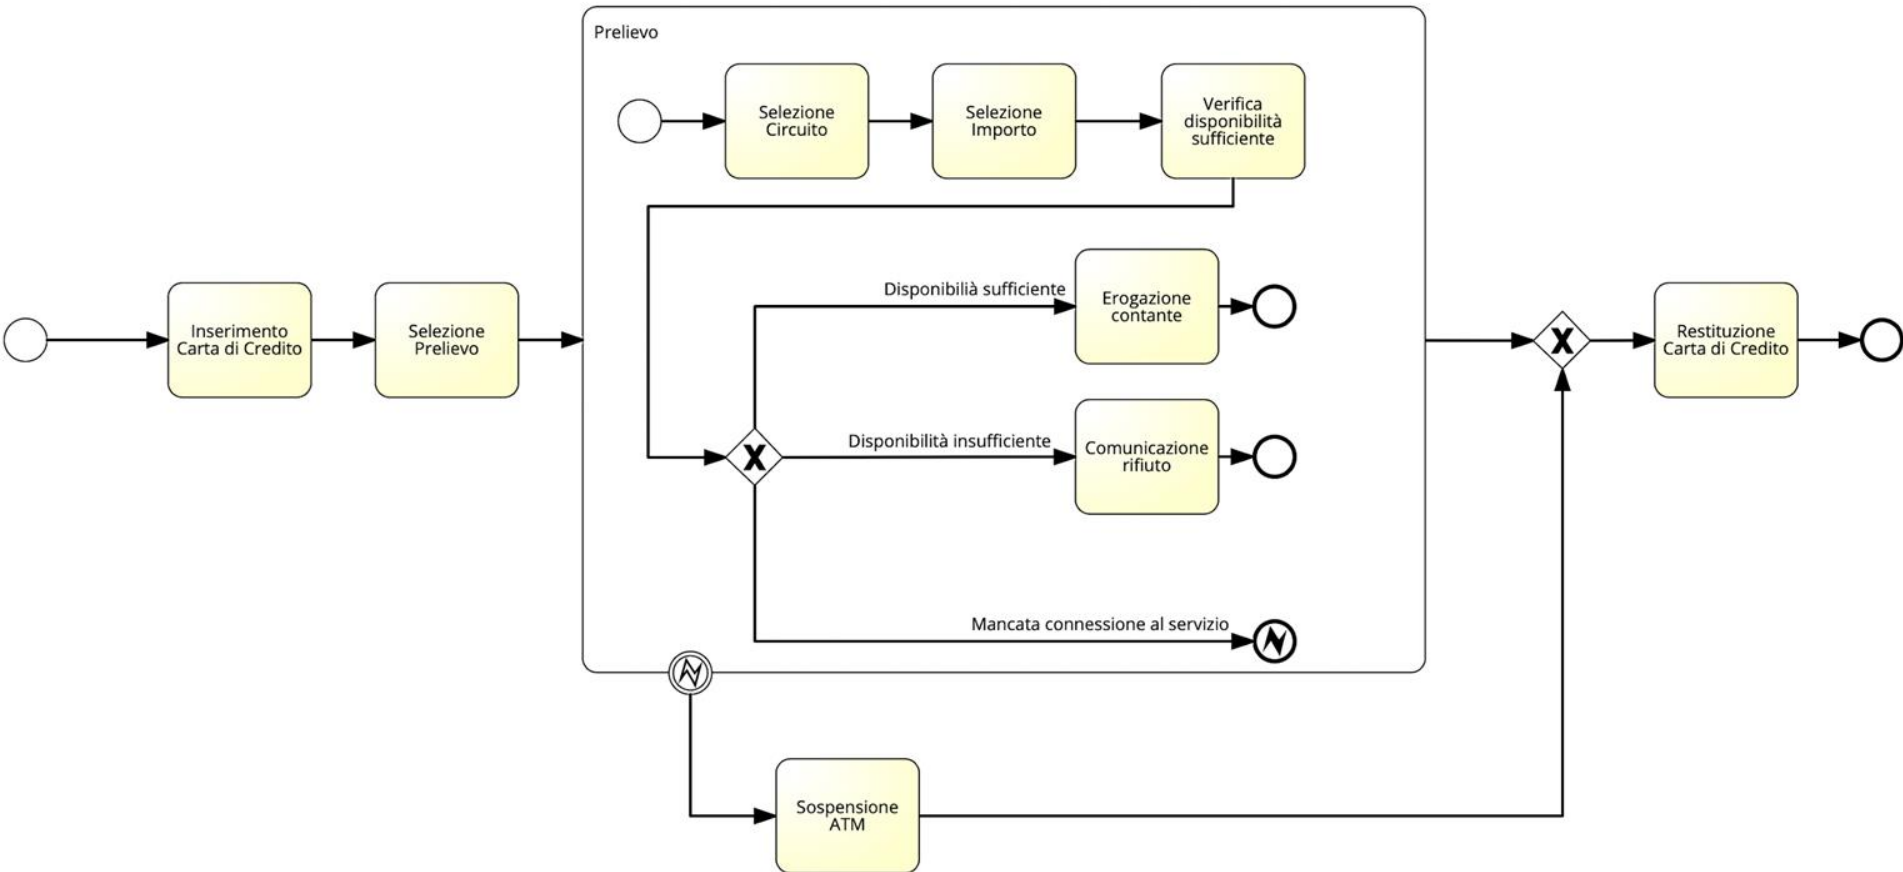 Prelievo
Selezione
Circuito
Selezione
Importo
Verifica
disponibilità
sufficiente
Inserimento
Carta di Credito
Selezione
Prelievo
Disponibilià sufficiente
Erogazione
contante
Disponibilità insufficiente
Comunicazione
rifiuto
Mancata connessione al servizio
Restituzione
Carta di Credito
Sospensione
ATM